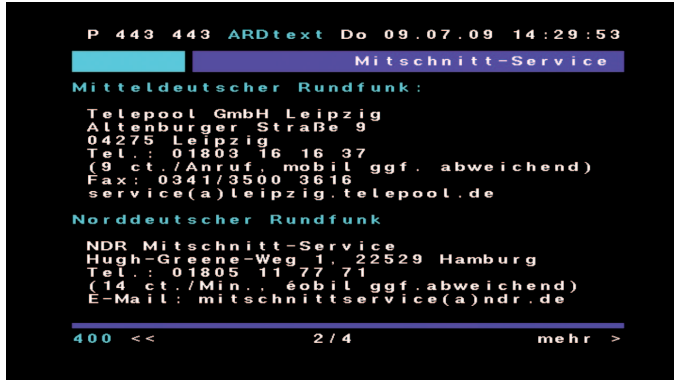 P 443 443 ARDtext Do 09.07.09 14:29:53
Mitschnitt-Service
Mitteldeutscher Rundfunk:
Telepool GmbH Leipzig
Altenburger Straße 9
04275 Leipzig
Tel.: 01803 16 16 37
(9 ct./Anruf, mobil ggf. abweichend)
Fax: 0341/3500 3616
service(a)leipzig.telepool.de
Norddeutscher Rundfunk
NDR Mitschnitt-Service
Hugh-Greene-Weg 1, 22529 Hamburg
Tel.: 01805 11 77 71
(14 ct./Min., éobil ggf.abweichend)
E-Mail: mitschnittservice(a)ndr.de
400 << 2/4 mehr >